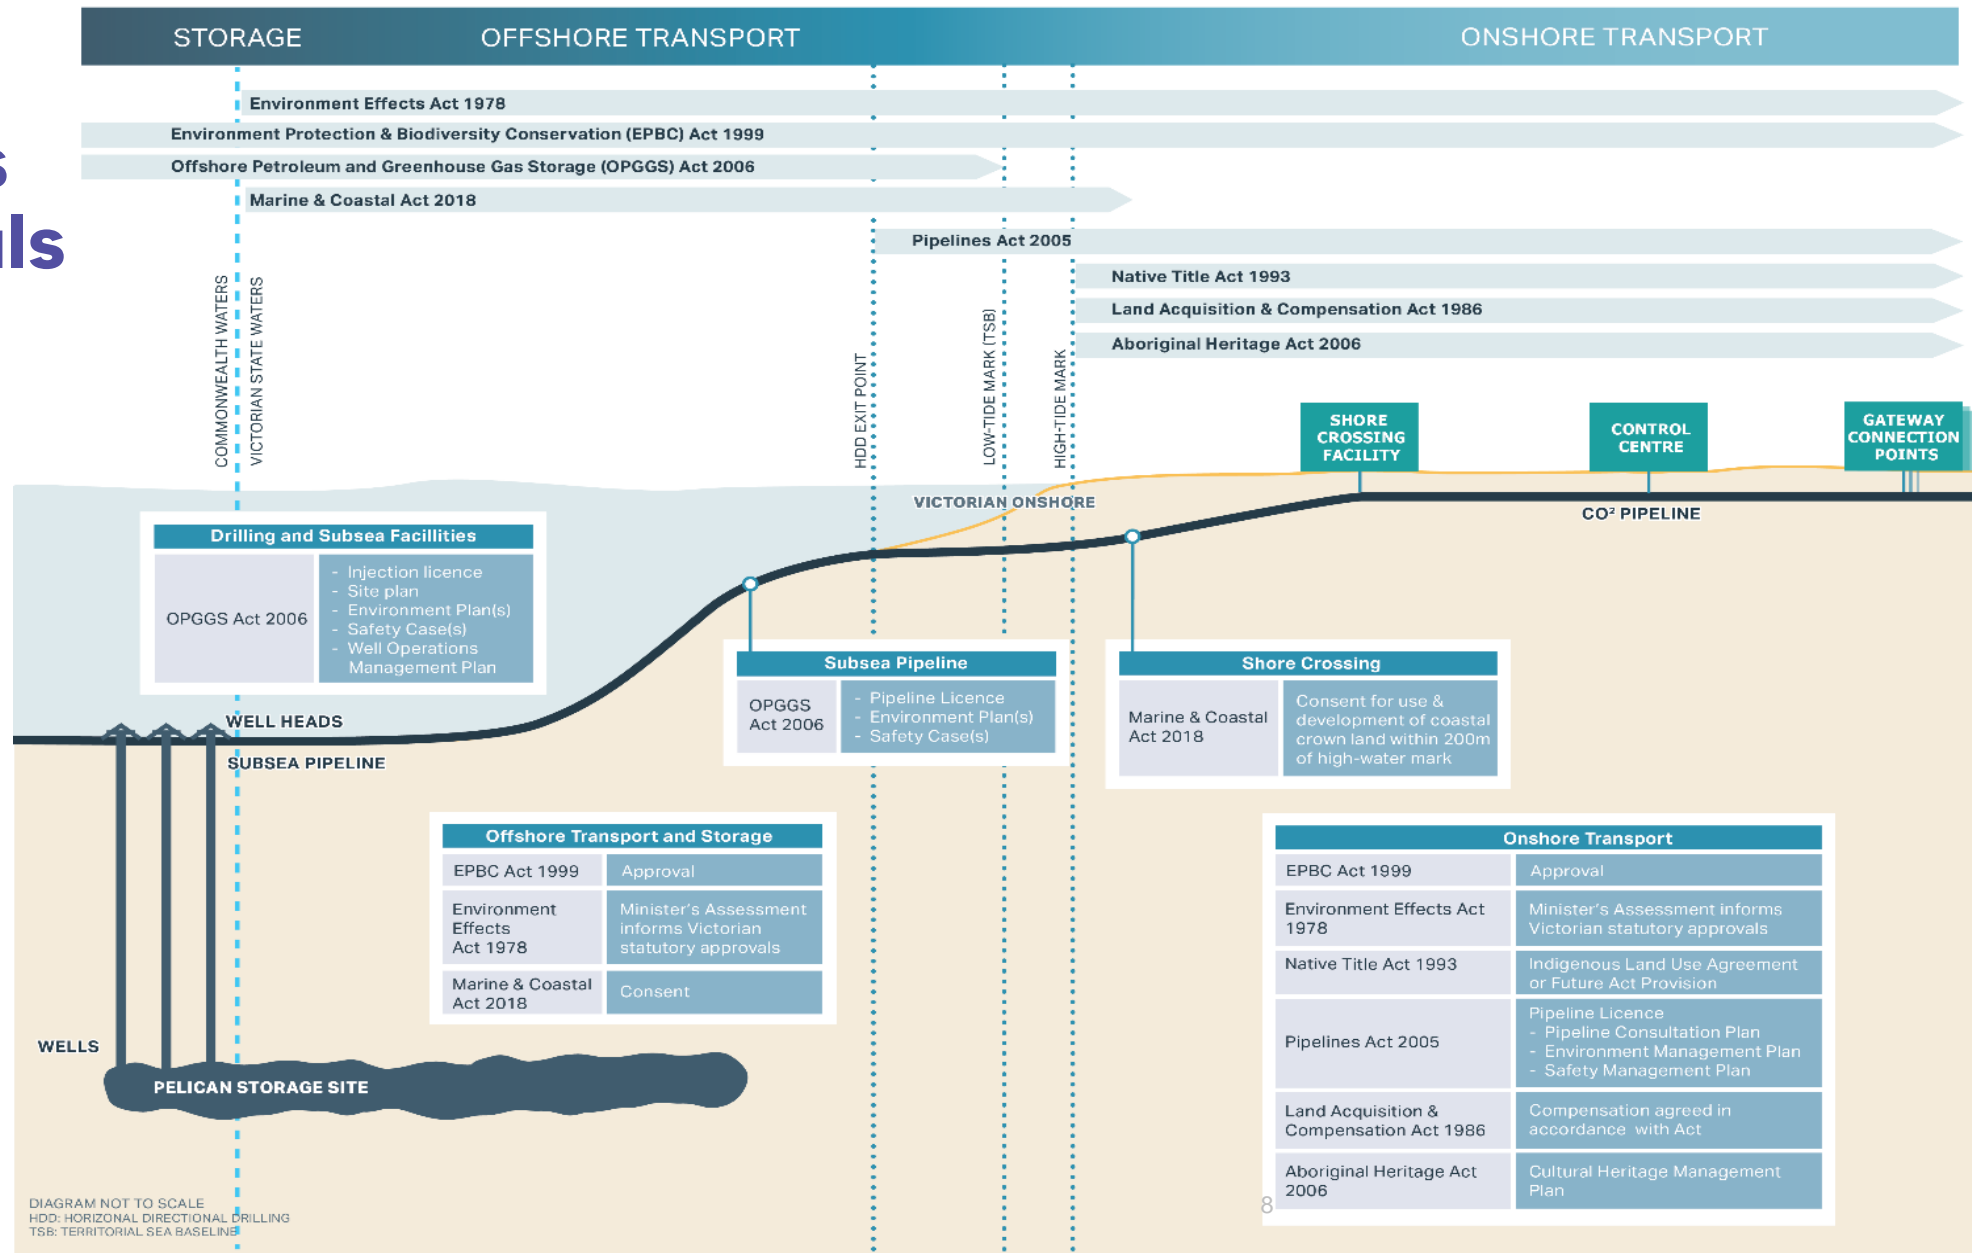 STORAGE
OFFSHORE TRANSPORT
ONSHORE TRANSPORT
Environment Effects Act 1978
Environment Protection & Biodiversity Conservation (EPBC) Act 1999
Offshore Petroleum and Greenhouse Gas Storage (OPGGS) Act 2006
Marine & Coastal Act 2018
Pipelines Act 2005
Native Title Act 1993
Land Acquisition & Compensation Act 1986
Aboriginal Heritage Act 2006
COMMONWEALTH WATERS
VICTORIAN STATE WATERS
HDD EXIT POINT
LOW-TIDE MARK (TSB)
HIGH-TIDE MARK
SHORE
CROSSING
FACILITY
CONTROL
CENTRE
GATEWAY
CONNECTION
POINTS
VICTORIAN ONSHORE
CO² PIPELINE
Drilling and Subsea Facillities
OPGGS Act 2006
- Injection licence
- Site plan
- Environment Plan(s)
- Safety Case(s)
- Well Operations
Management Plan
WELL HEADS
SUBSEA PIPELINE
Subsea Pipeline
OPGGS
Act 2006
- Pipeline Licence
- Environment Plan(s)
- Safety Case(s)
Shore Crossing
Marine & Coastal
Act 2018
Consent for use &
development of coastal
crown land within 200m
of high-water mark
Offshore Transport and Storage
EPBC Act 1999
Approval
Environment
Effects
Act 1978
Minister's Assessment
informs Victorian
statutory approvals
Marine & Coastal
Act 2018
Consent
Onshore Transport
EPBC Act 1999
Approval
Environment Effects Act
1978
Minister's Assessment informs
Victorian statutory approvals
Native Title Act 1993
Indigenous Land Use Agreement
or Future Act Provision
Pipelines Act 2005
Pipeline Licence
- Pipeline Consultation Plan
- Environment Management Plan
- Safety Management Plan
Land Acquisition &
Compensation Act 1986
Compensation agreed in
accordance with Act
Aboriginal Heritage Act
2006
Cultural Heritage Management
Plan
WELLS
PELICAN STORAGE SITE
DIAGRAM NOT TO SCALE
HDD: HORIZONAL DIRECTIONAL DRILLING
TSB: TERRITORIAL SEA BASELINE
8